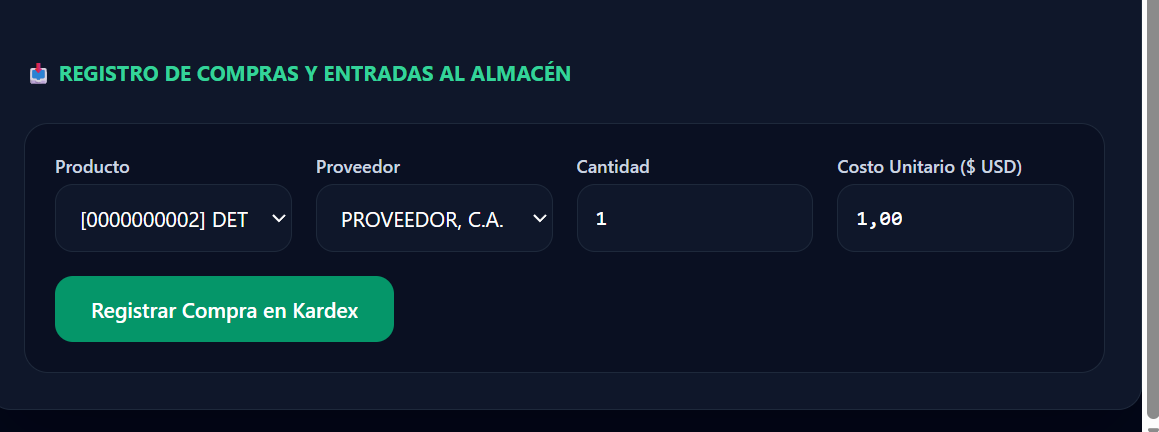 REGISTRO DE COMPRAS Y ENTRADAS AL ALMACÉN
Producto
Proveedor
Cantidad
Costo Unitario ($ USD)
[0000000002] DET
PROVEEDOR, C.A.
1
1,00
Registrar Compra en Kardex